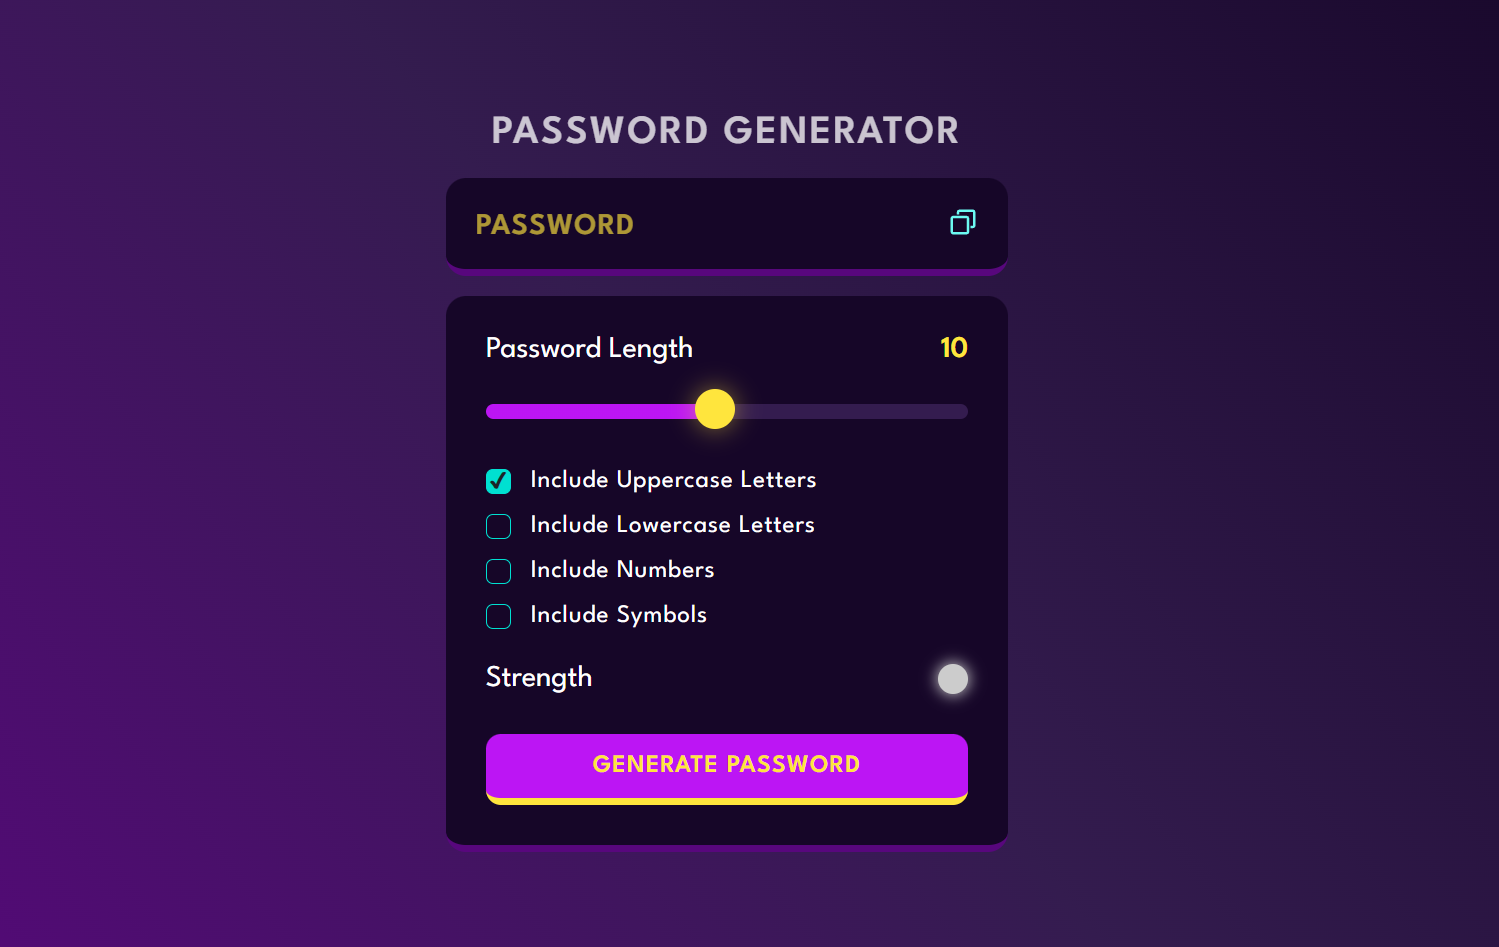 PASSWORD GENERATOR
PASSWORD
Password Length 10
Include Uppercase Letters
Include Lowercase Letters
Include Numbers
Include Symbols
Strength
GENERATE PASSWORD